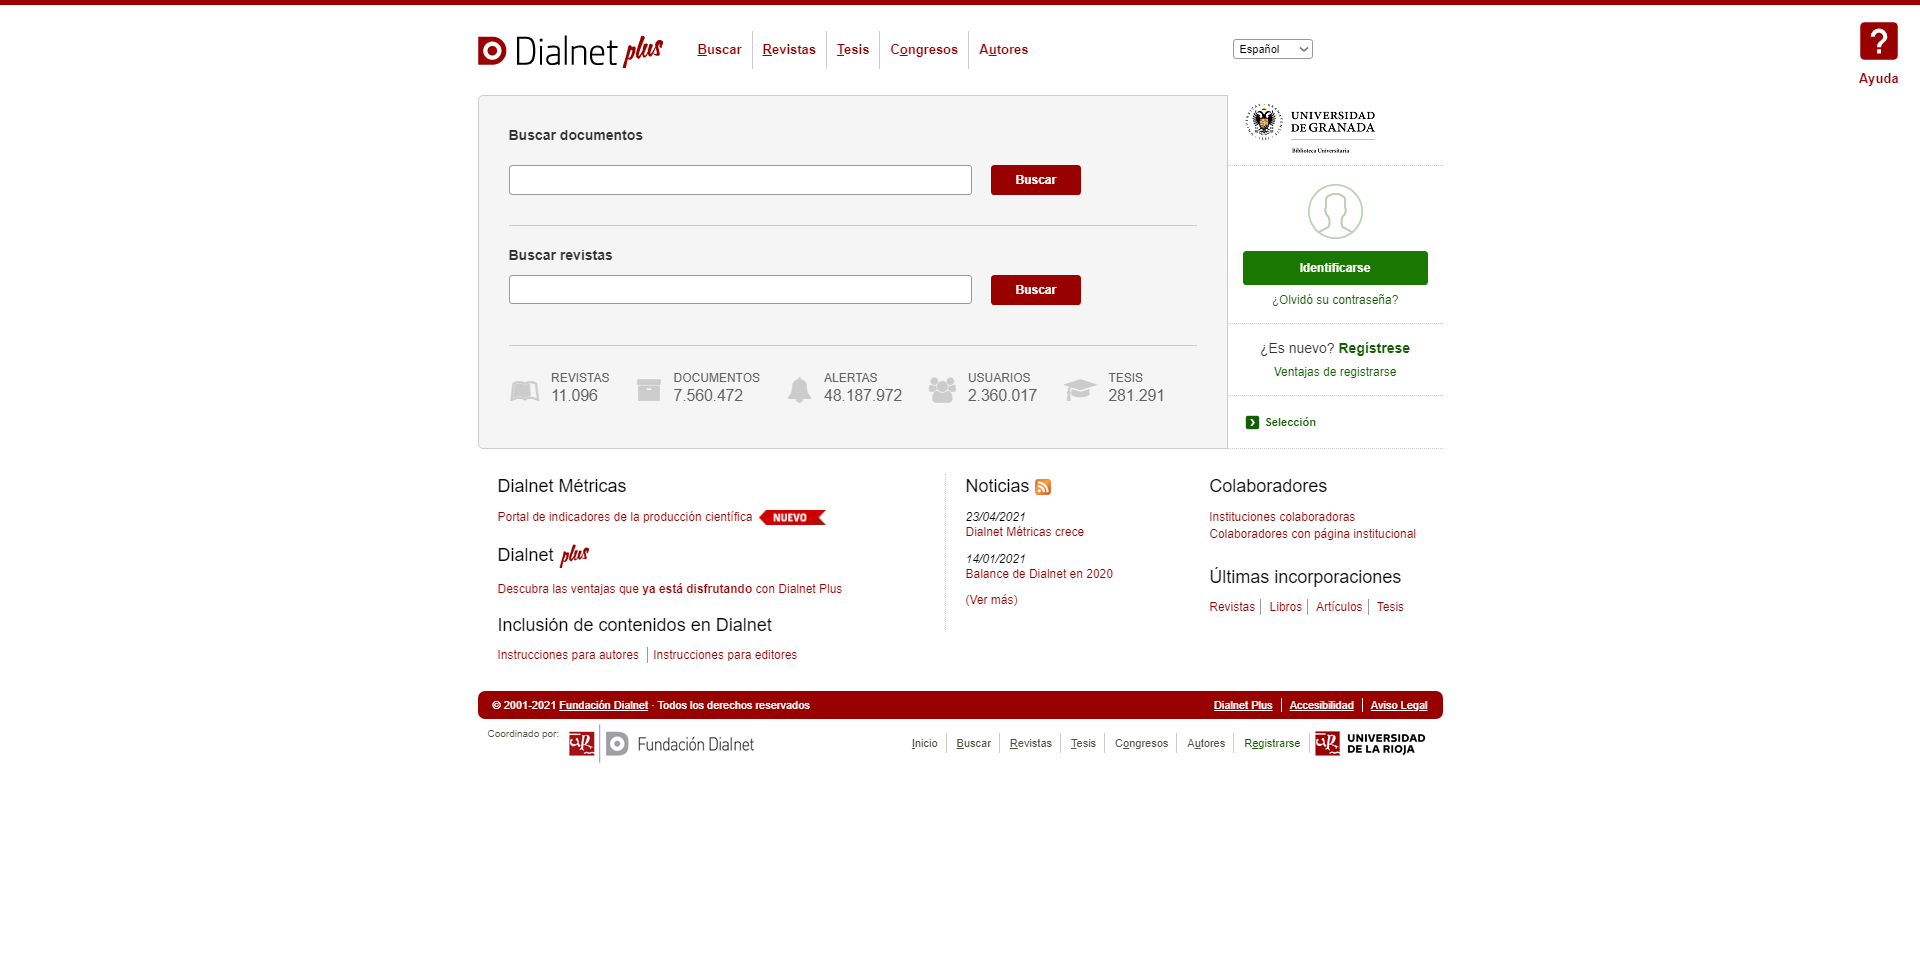 Dialnet plus
Buscar
Revistas
Tesis
Congresos
Autores
Español
?
Ayuda
Buscar documentos
Buscar
Buscar revistas
Buscar
REVISTAS
11.096
DOCUMENTOS
7.560.472
ALERTAS
48.187.972
USUARIOS
2.360.017
TESIS
281.291
UNIVERSIDAD
DE GRANADA
Biblioteca Universitaria
Identificarse
¿Olvidó su contraseña?
¿Es nuevo? Regístrese
Ventajas de registrarse
Selección
Dialnet Métricas
Portal de indicadores de la producción científica NUEVO
Dialnet plus
Descubra las ventajas que ya está disfrutando con Dialnet Plus
Inclusión de contenidos en Dialnet
Instrucciones para autores
Instrucciones para editores
Noticias
23/04/2021
Dialnet Métricas crece
14/01/2021
Balance de Dialnet en 2020
(Ver más)
Colaboradores
Instituciones colaboradoras
Colaboradores con página institucional
Últimas incorporaciones
Revistas
Libros
Artículos
Tesis
© 2001-2021 Fundación Dialnet · Todos los derechos reservados
Dialnet Plus
Accesibilidad
Aviso Legal
Coordinado por:
Fundación Dialnet
Inicio
Buscar
Revistas
Tesis
Congresos
Autores
Registrarse
UNIVERSIDAD
DE LA RIOJA